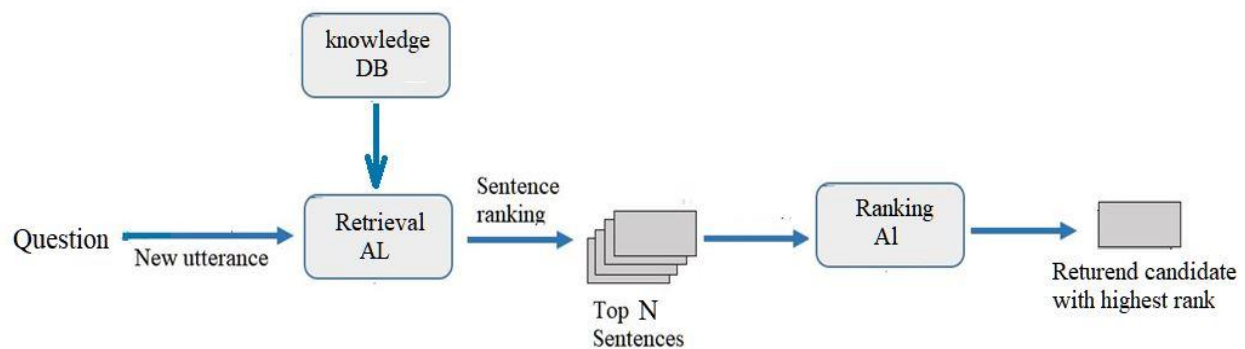 knowledge
DB
Question
New utterance
Retrieval
AL
Sentence
ranking
Top N
Sentences
Ranking
Al
Returend candidate
with highest rank